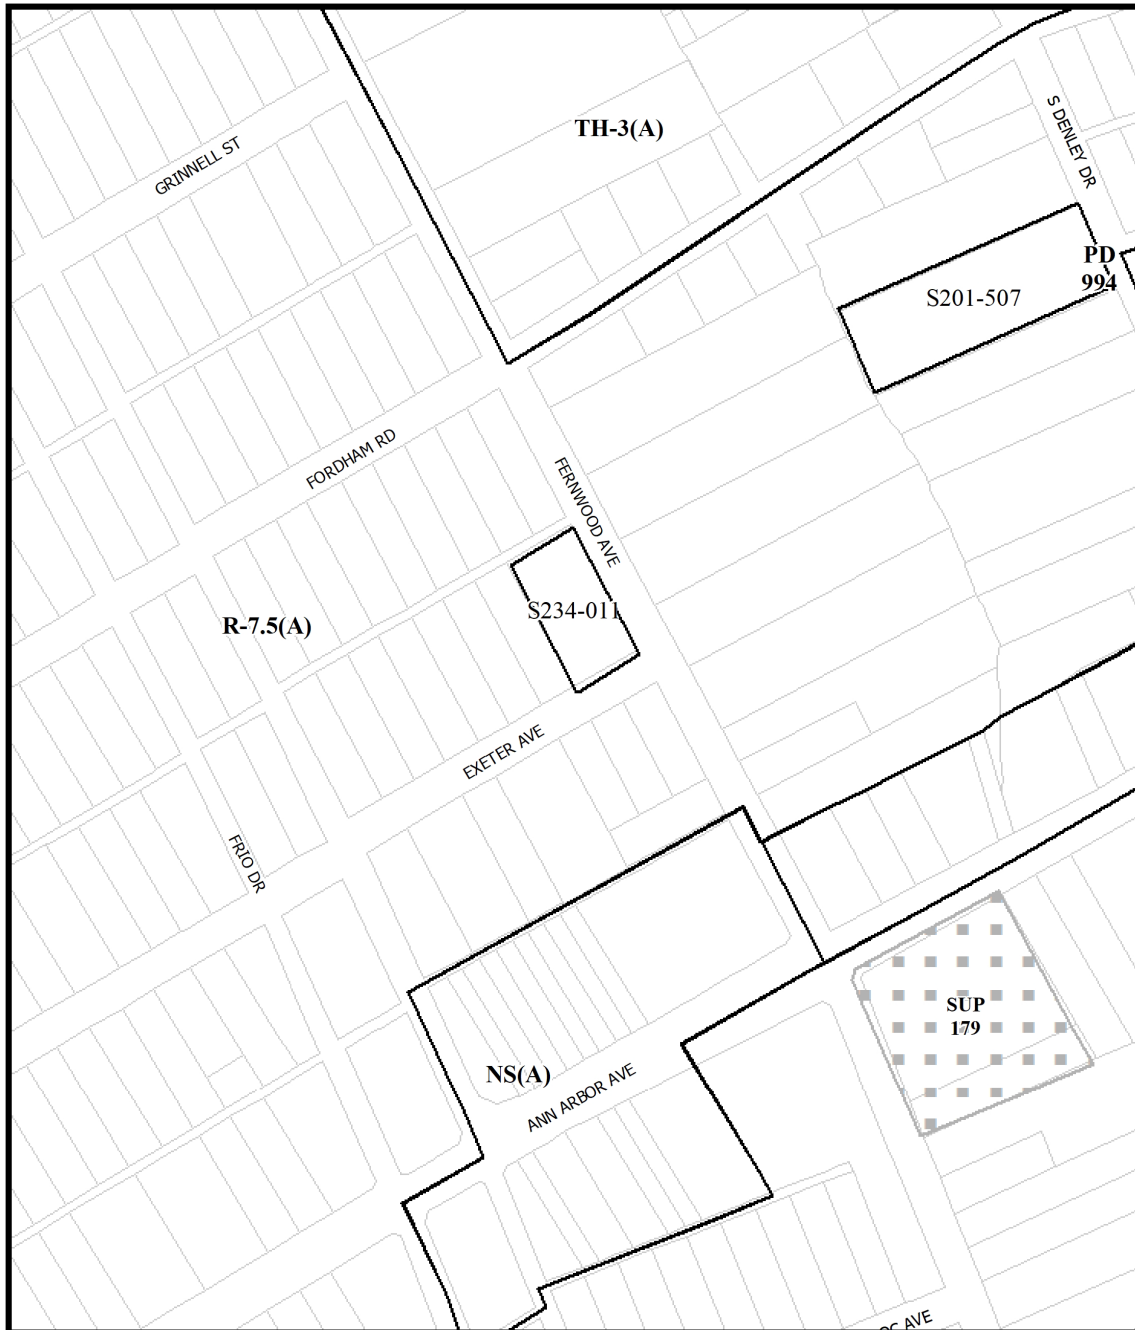 TH-3(A)
S DENLEY DR
GRINNELL ST
PD
994
S201-507
FORDHAM RD
FERNWOOD AVE
S234-011
R-7.5(A)
EXETER AVE
FRIO DR
SUP
179
NS(A)
ANN ARBOR AVE
AVE